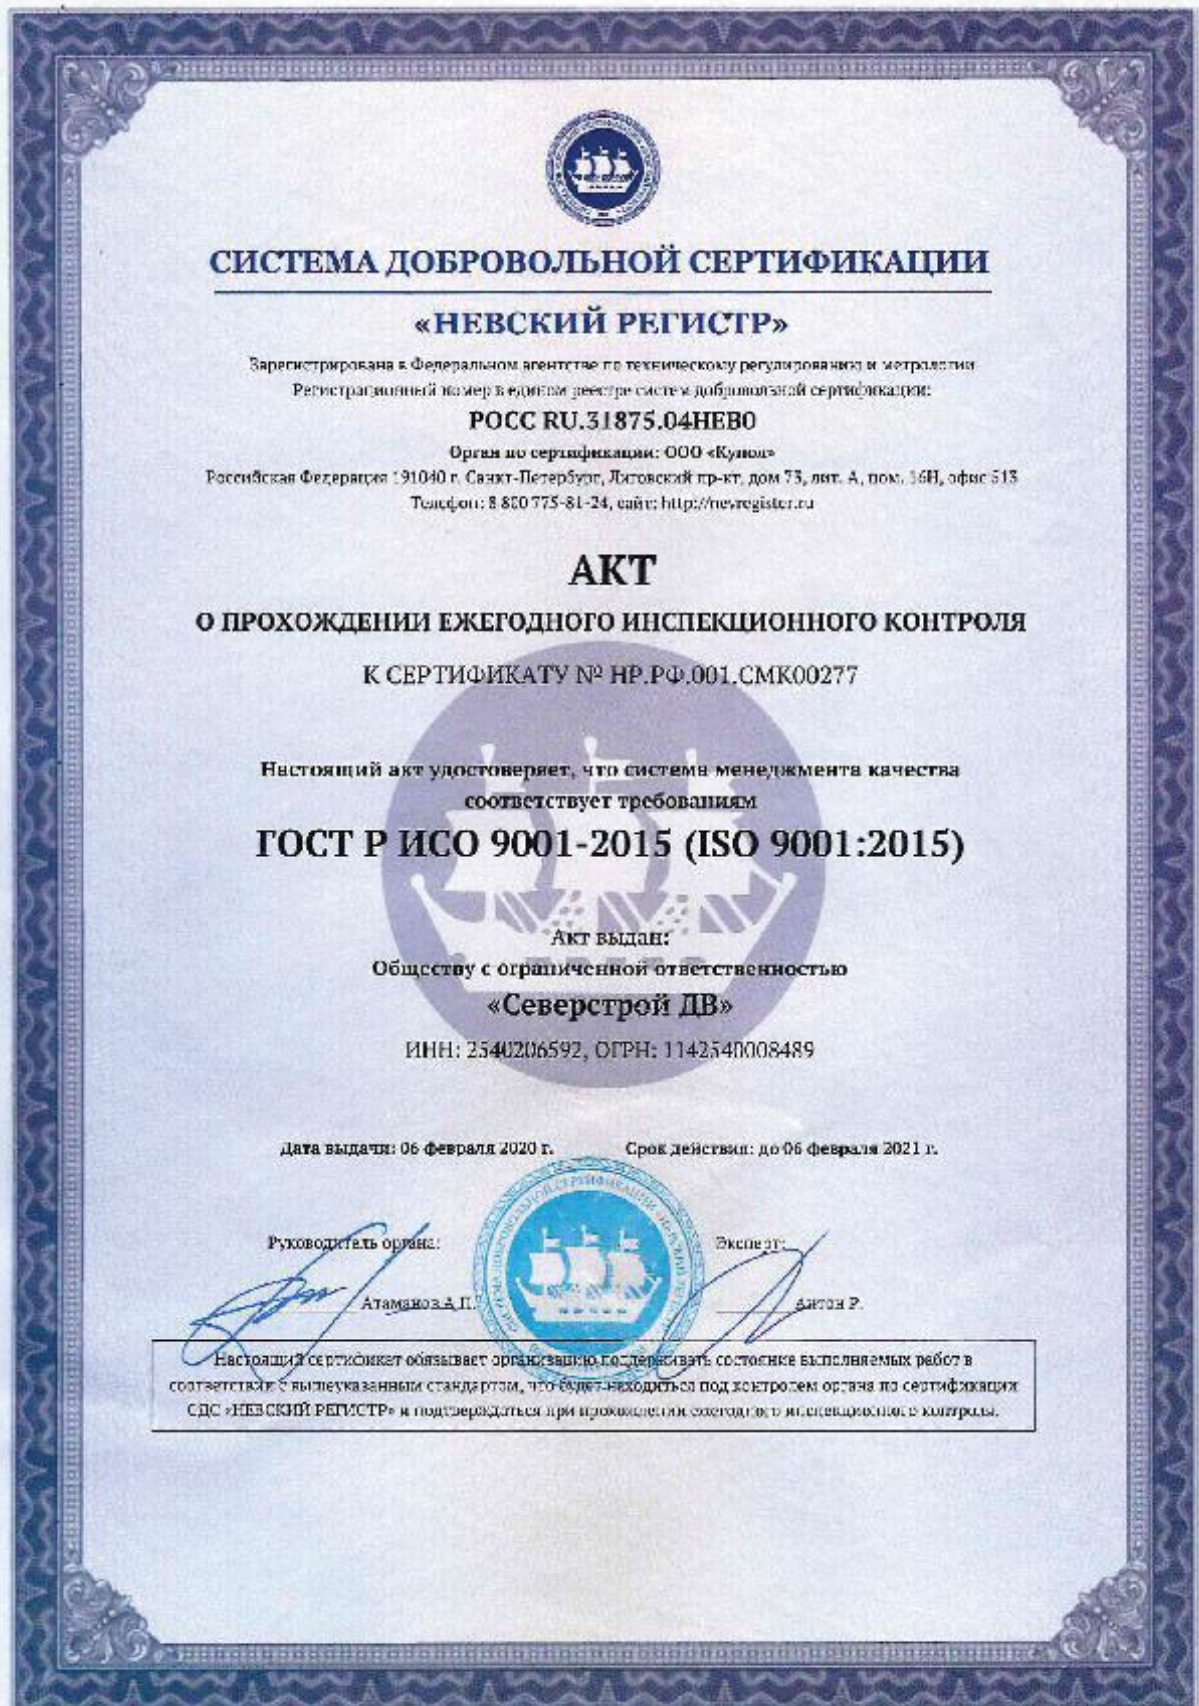 СИСТЕМА ДОБРОВОЛЬНОЙ СЕРТИФИКАЦИИ
«НЕВСКИЙ РЕГИСТР»
Зарегистрирована в Федеральном агентстве по техническому регулированию и метрологии
Регистрационный номер в едином реестре систем добровольной сертификации:
РОСС RU.31875.04НЕВ0
Орган по сертификации: ООО «Купол»
Российская Федерация 191040 г. Санкт-Петербург, Лиговский пр-кт, дом 73, лит. А, пом. 16Н, офис 513
Телефон: 8 800 775-81-24, сайт: http://nevregister.ru
АКТ
О ПРОХОЖДЕНИИ ЕЖЕГОДНОГО ИНСПЕКЦИОННОГО КОНТРОЛЯ
К СЕРТИФИКАТУ № НР.РФ.001.СМК00277
Настоящий акт удостоверяет, что система менеджмента качества
соответствует требованиям
ГОСТ Р ИСО 9001-2015 (ISO 9001:2015)
Акт выдан:
Обществу с ограниченной ответственностью
«Северстрой ДВ»
ИНН: 2540206592, ОГРН: 1142540008489
Дата выдачи: 06 февраля 2020 г. Срок действия: до 06 февраля 2021 г.
Руководитель органа: Эксперт:
Атаманов А.П. Антон Р.
Настоящий сертификат обязывает организацию поддерживать состояние выполняемых работ в
соответствии с вышеуказанным стандартом, что будет находиться под контролем органа по сертификации
СДС «НЕВСКИЙ РЕГИСТР» и подтверждаться при прохождении ежегодного инспекционного контроля.